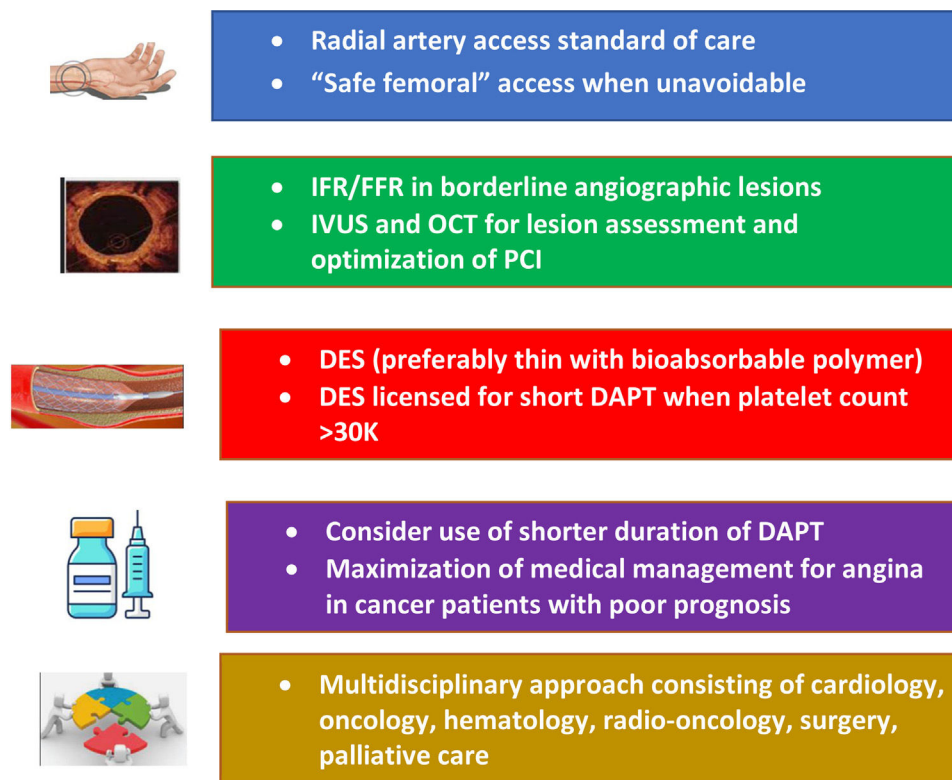 • Radial artery access standard of care
• “Safe femoral” access when unavoidable
• IFR/FFR in borderline angiographic lesions
• IVUS and OCT for lesion assessment and
optimization of PCI
• DES (preferably thin with bioabsorbable polymer)
• DES licensed for short DAPT when platelet count
>30K
• Consider use of shorter duration of DAPT
• Maximization of medical management for angina
in cancer patients with poor prognosis
• Multidisciplinary approach consisting of cardiology,
oncology, hematology, radio-oncology, surgery,
palliative care